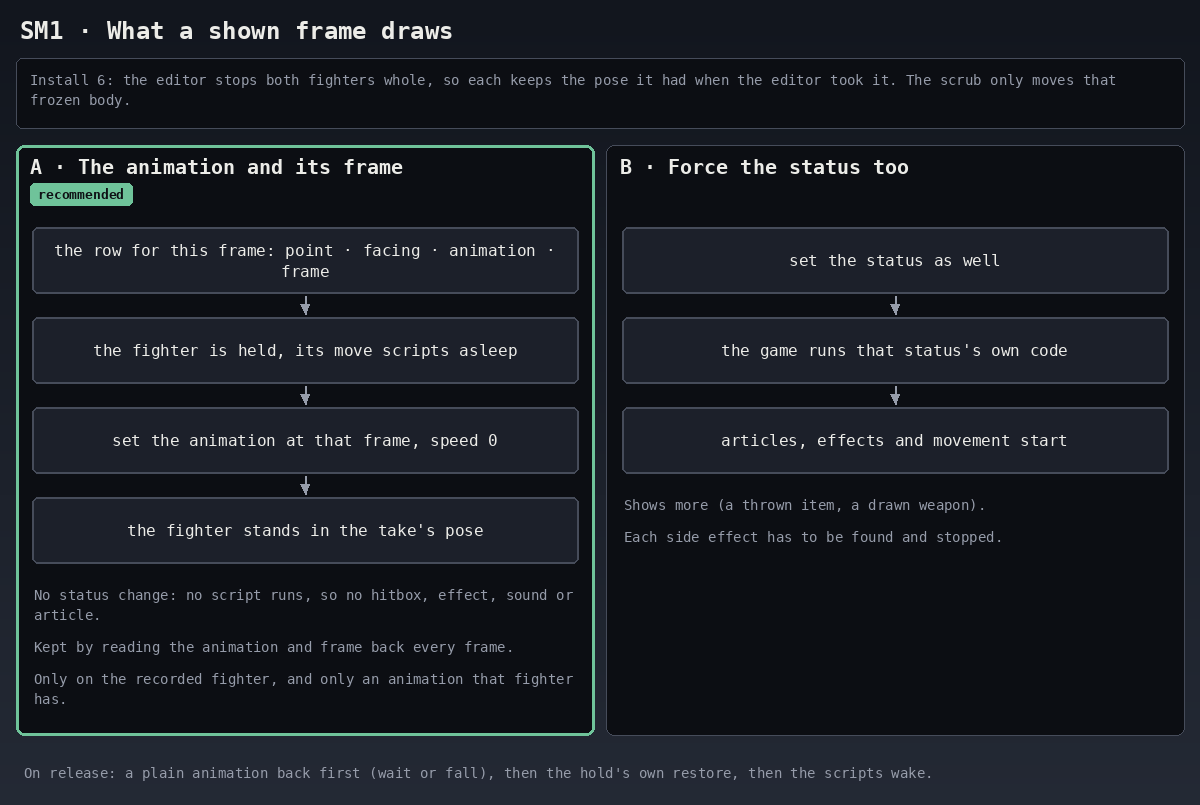 SM1 · What a shown frame draws
Install 6: the editor stops both fighters whole, so each keeps the pose it had when the editor took it. The scrub only moves that
frozen body.
A · The animation and its frame
recommended
the row for this frame: point · facing · animation ·
frame
the fighter is held, its move scripts asleep
set the animation at that frame, speed 0
the fighter stands in the take's pose
No status change: no script runs, so no hitbox, effect, sound or
article.
Kept by reading the animation and frame back every frame.
Only on the recorded fighter, and only an animation that fighter
has.
B · Force the status too
set the status as well
the game runs that status's own code
articles, effects and movement start
Shows more (a thrown item, a drawn weapon).
Each side effect has to be found and stopped.
On release: a plain animation back first (wait or fall), then the hold's own restore, then the scripts wake.